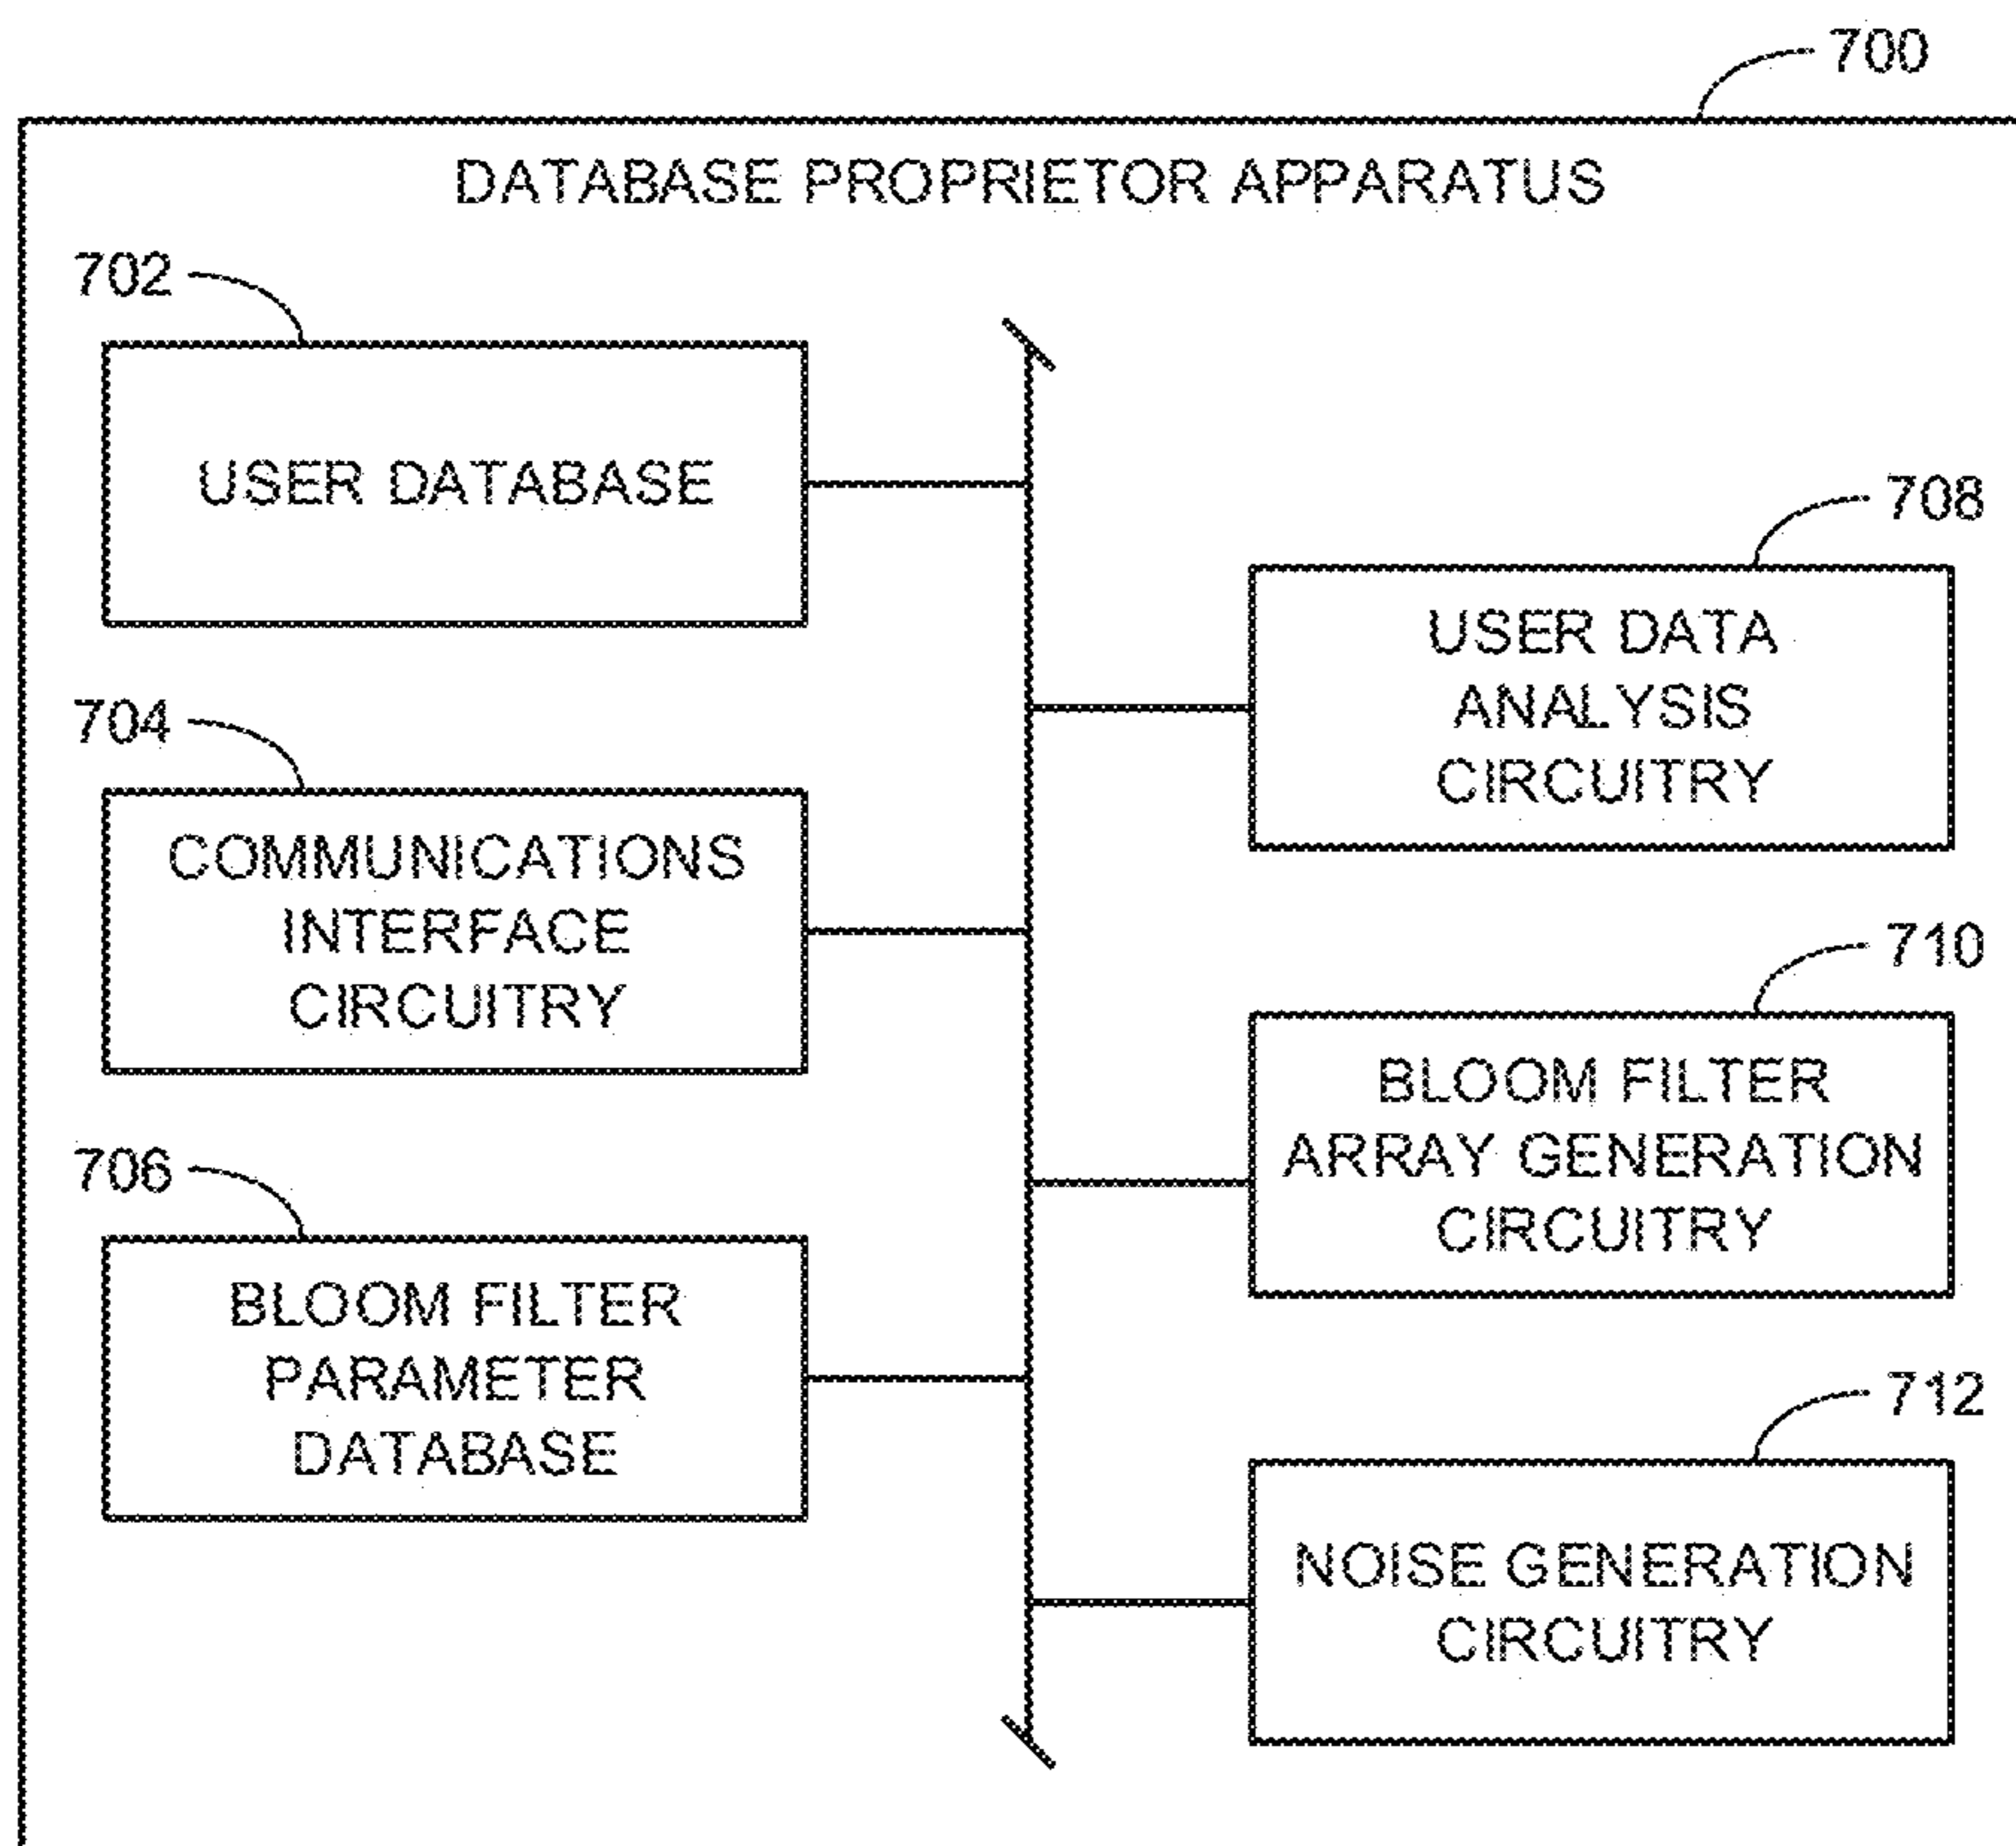 700
DATABASE PROPRIETOR APPARATUS
702
USER DATABASE
708
USER DATA
ANALYSIS
CIRCUITRY
704
COMMUNICATIONS
INTERFACE
CIRCUITRY
710
BLOOM FILTER
ARRAY GENERATION
CIRCUITRY
706
BLOOM FILTER
PARAMETER
DATABASE
712
NOISE GENERATION
CIRCUITRY